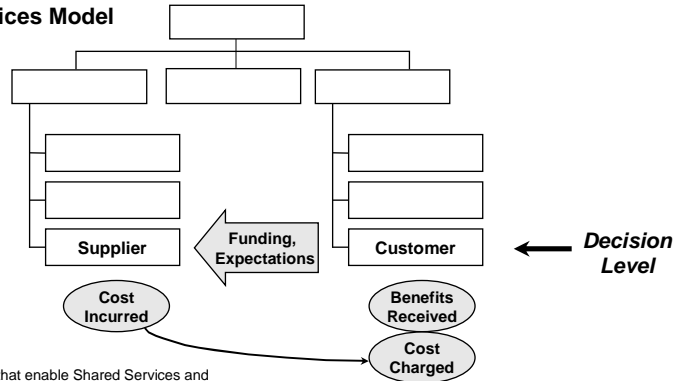 ices Model
Supplier
Funding,
Expectations
Customer
Decision
Level
Cost
Incurred
Benefits
Received
Cost
Charged
hat enable Shared Services and